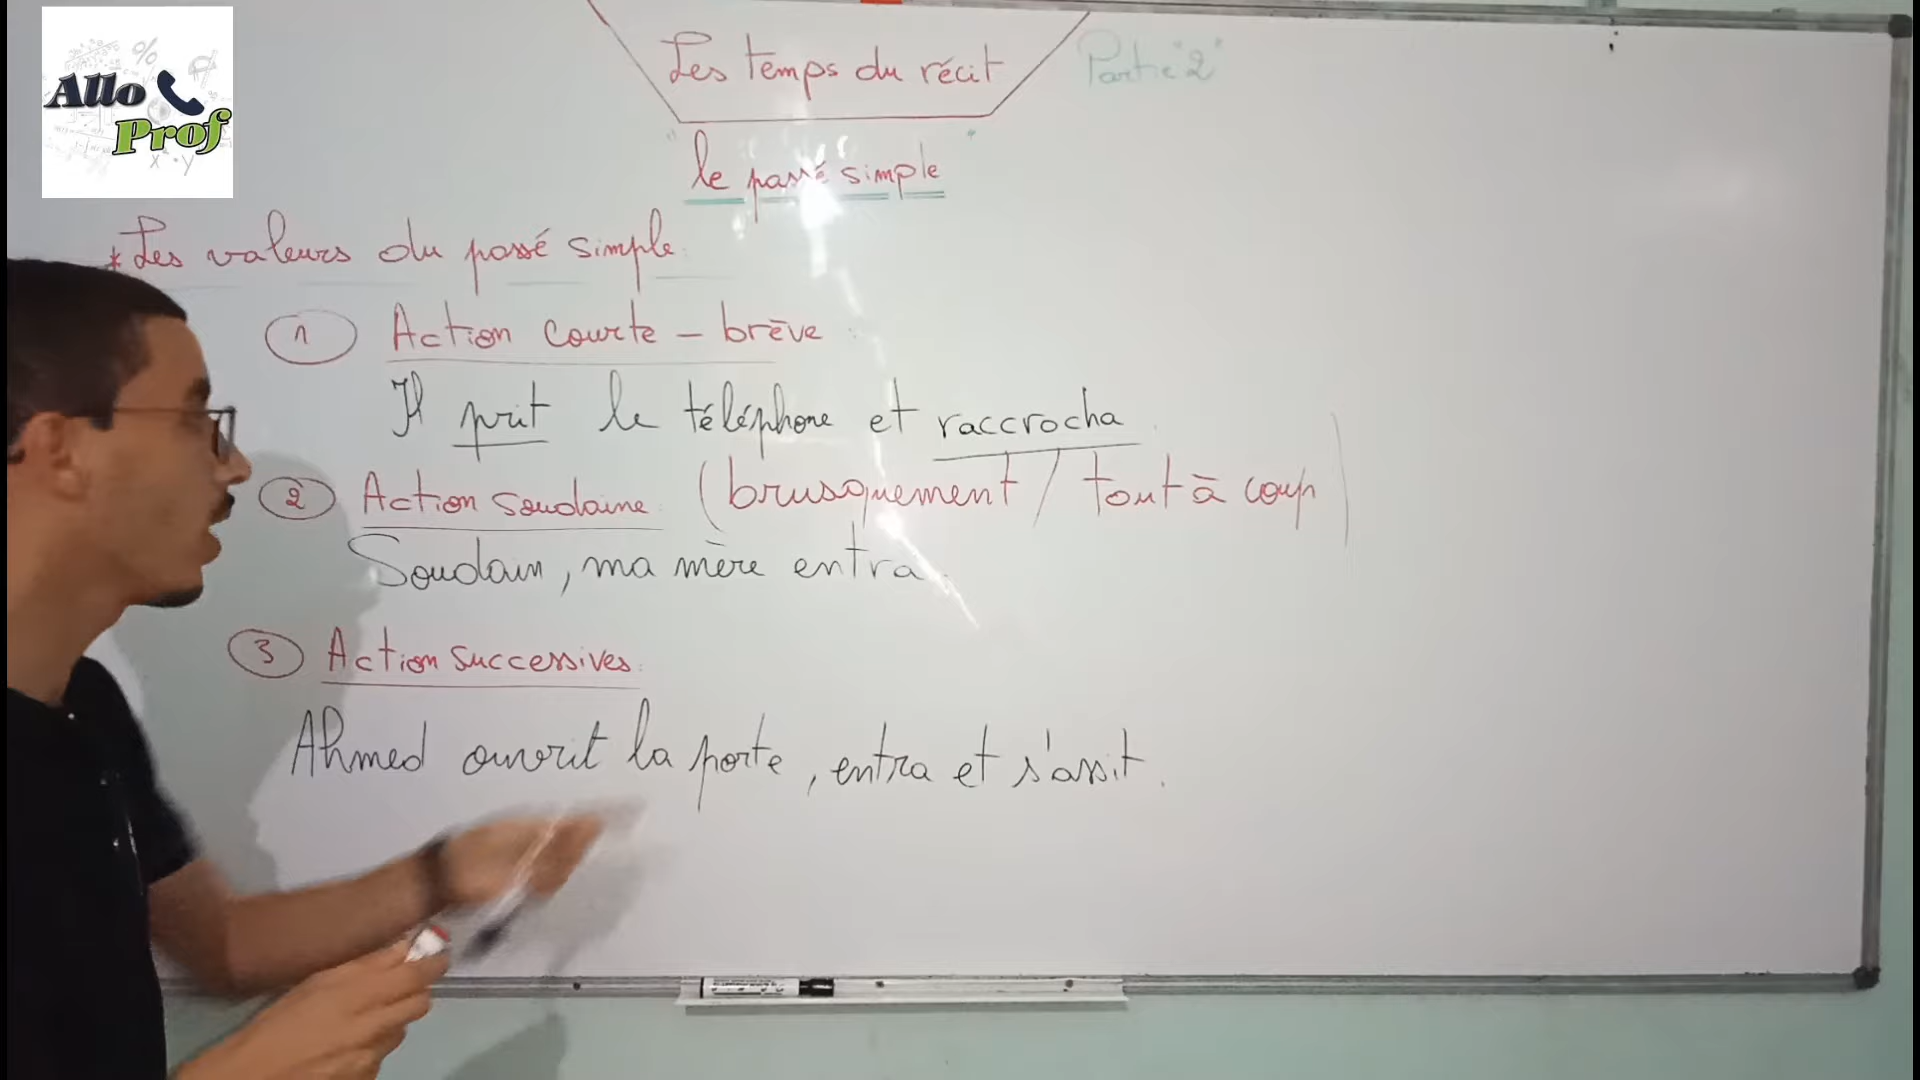 Allo
Prof
Les temps du récit
Partie "2"
"le passé simple"
* Les valeurs du passé simple:
1 Action courte - brève :
Il prit le téléphone et raccrocha.
2 Action soudaine (brusquement / tout à coup)
Soudain, ma mère entra.
3 Action successives:
Ahmed ouvrit la porte, entra et s'assit.